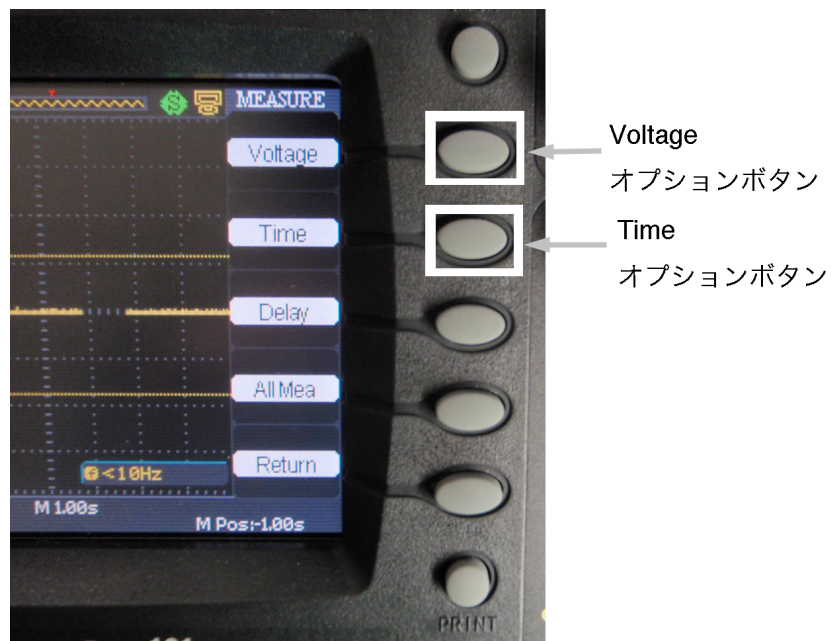 MEASURE
Voltage
Voltage
オプションボタン
Time
Time
オプションボタン
Delay
All Mea
Return
<10Hz
M 1.00s
M Pos:-1.00s
PRINT